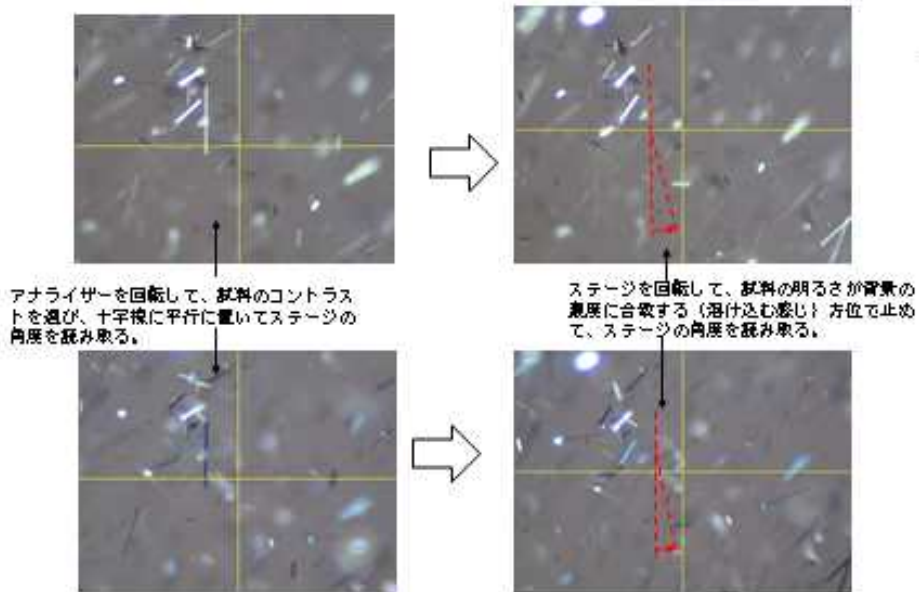 アナライザーを回転して、試料のコントラス
トを選び、十字線に平行に置いてステージの
角度を読み取る。
ステージを回転して、試料の明るさが背景の
濃度に合致する（溶け込む感じ）方位で止め
て、ステージの角度を読み取る。